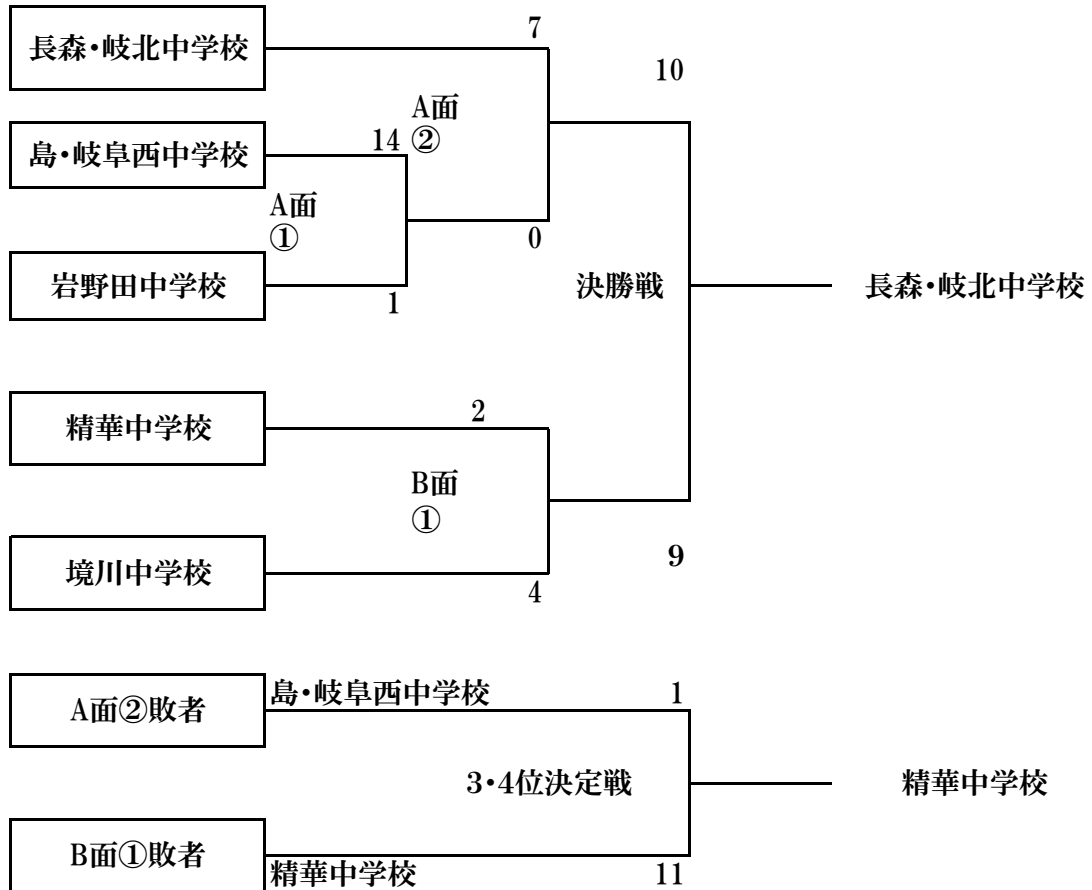 7
長森・岐北中学校
10
A面
②
14
島・岐阜西中学校
A面
①
0
岩野田中学校
1
決勝戦
長森・岐北中学校
2
精華中学校
B面
①
9
境川中学校
4
A面②敗者
島・岐阜西中学校
1
3・4位決定戦
精華中学校
B面①敗者
精華中学校
11